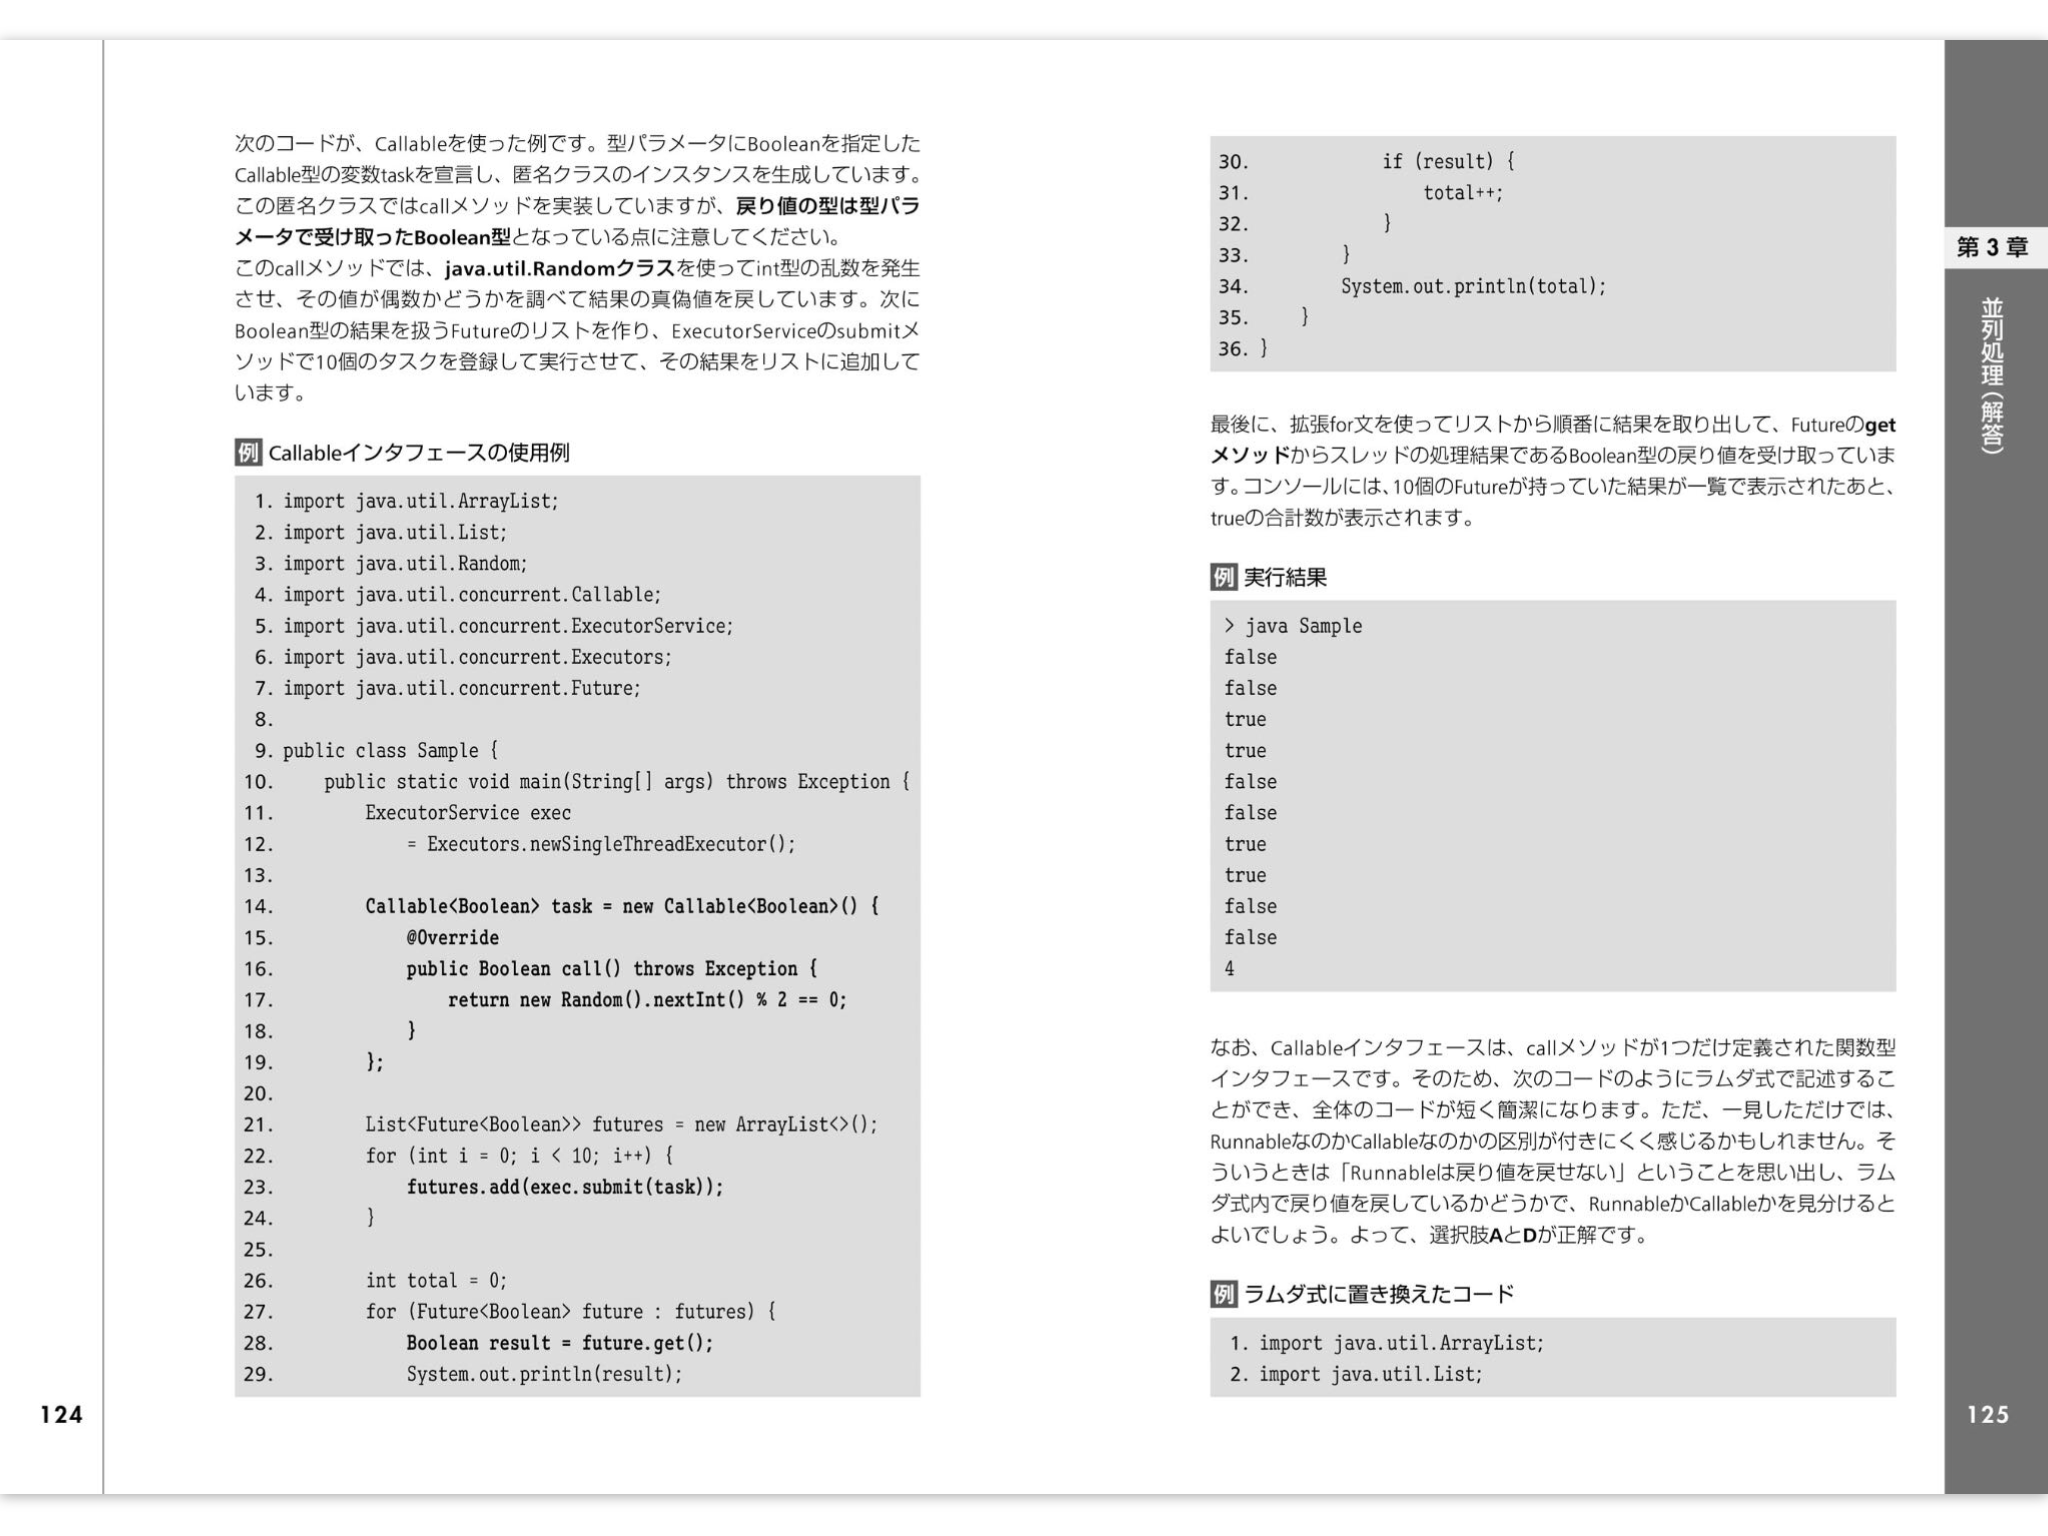 次のコードが、Callableを使った例です。型パラメータにBooleanを指定した
Callable型の変数taskを宣言し、匿名クラスのインスタンスを生成しています。
この匿名クラスではcallメソッドを実装していますが、戻り値の型は型パラ
メータで受け取ったBoolean型となっている点に注意してください。
このcallメソッドでは、java.util.Randomクラスを使ってint型の乱数を発生
させ、その値が偶数かどうかを調べて結果の真偽値を戻しています。次に
Boolean型の結果を扱うFutureのリストを作り、ExecutorServiceのsubmitメ
ソッドで10個のタスクを登録して実行させて、その結果をリストに追加して
います。
例 Callableインタフェースの使用例
1. import java.util.ArrayList;
2. import java.util.List;
3. import java.util.Random;
4. import java.util.concurrent.Callable;
5. import java.util.concurrent.ExecutorService;
6. import java.util.concurrent.Executors;
7. import java.util.concurrent.Future;
8.
9. public class Sample {
10.     public static void main(String[] args) throws Exception {
11.         ExecutorService exec
12.             = Executors.newSingleThreadExecutor();
13.
14.         Callable<Boolean> task = new Callable<Boolean>() {
15.             @Override
16.             public Boolean call() throws Exception {
17.                 return new Random().nextInt() % 2 == 0;
18.             }
19.         };
20.
21.         List<Future<Boolean>> futures = new ArrayList<>();
22.         for (int i = 0; i < 10; i++) {
23.             futures.add(exec.submit(task));
24.         }
25.
26.         int total = 0;
27.         for (Future<Boolean> future : futures) {
28.             Boolean result = future.get();
29.             System.out.println(result);
124
30.             if (result) {
31.                 total++;
32.             }
33.         }
34.         System.out.println(total);
35.     }
36. }
最後に、拡張for文を使ってリストから順番に結果を取り出して、Futureのget
メソッドからスレッドの処理結果であるBoolean型の戻り値を受け取っていま
す。コンソールには、10個のFutureが持っていた結果が一覧で表示されたあと、
trueの合計数が表示されます。
例 実行結果
> java Sample
false
false
true
true
false
false
true
true
false
false
4
なお、Callableインタフェースは、callメソッドが1つだけ定義された関数型
インタフェースです。そのため、次のコードのようにラムダ式で記述するこ
とができ、全体のコードが短く簡潔になります。ただ、一見しただけでは、
RunnableなのかCallableなのかの区別が付きにくく感じるかもしれません。そ
ういうときは「Runnableは戻り値を戻せない」ということを思い出し、ラム
ダ式内で戻り値を戻しているかどうかで、RunnableかCallableかを見分けると
よいでしょう。よって、選択肢AとDが正解です。
例 ラムダ式に置き換えたコード
1. import java.util.ArrayList;
2. import java.util.List;
第3章
並列処理（解答）
125